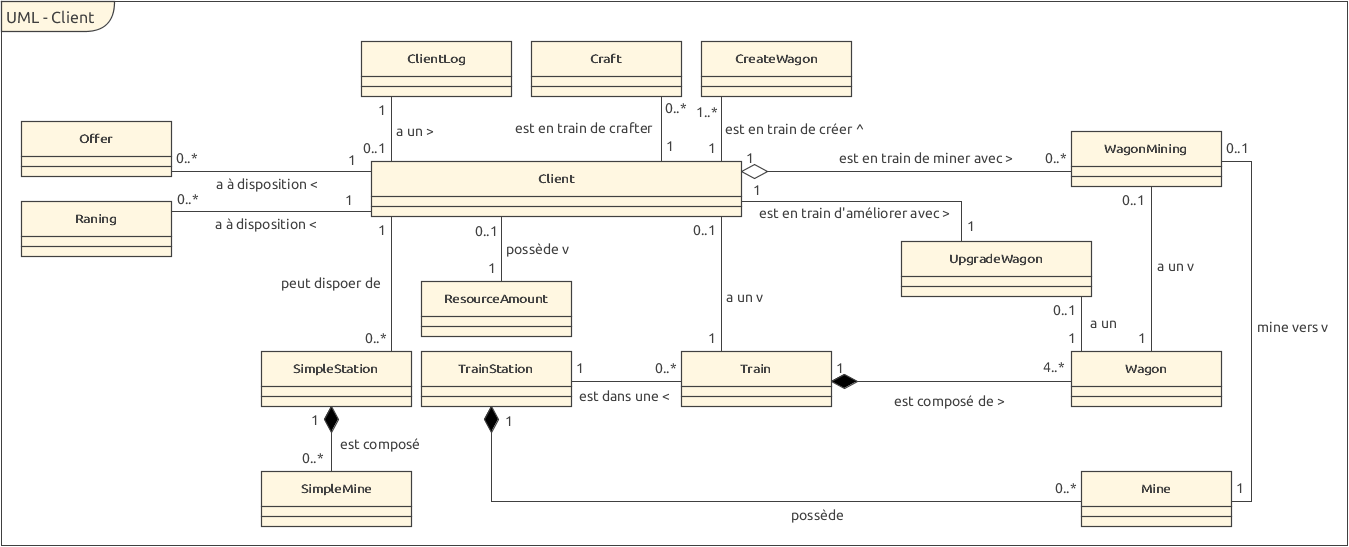 UML - Client
ClientLog
Craft
CreateWagon
1
0..*
1..*
a un >
est en train de crafter
est en train de créer ^
0..1
1
1
Offer
0..*
1
a à disposition <
Client
1
est en train de miner avec >
0..*
WagonMining
0..1
Raning
0..*
1
a à disposition <
1
est en train d'améliorer avec >
1
UpgradeWagon
1
peut dispoer de
0..*
0..1
possède v
1
ResourceAmount
0..1
a un v
1
0..1
a un
1
0..1
a un v
1
mine vers v
SimpleStation
TrainStation
1
0..*
est dans une <
Train
1
4..*
est composé de >
Wagon
1
est composé
0..*
SimpleMine
1
possède
0..*
Mine
1